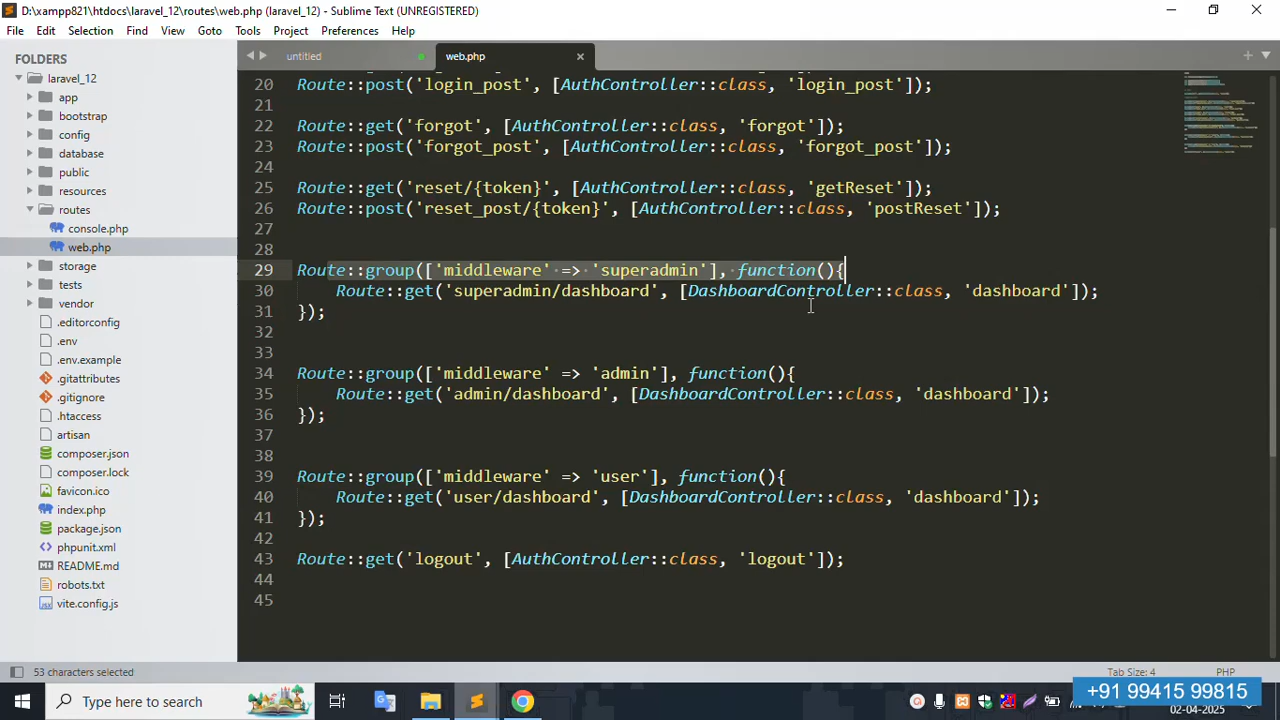 D:\xampp821\htdocs\laravel_12\routes\web.php (laravel_12) - Sublime Text (UNREGISTERED)
File Edit Selection Find View Goto Tools Project Preferences Help
FOLDERS
laravel_12
app
bootstrap
config
database
public
resources
routes
console.php
web.php
storage
tests
vendor
.editorconfig
.env
.env.example
.gitattributes
.gitignore
.htaccess
artisan
composer.json
composer.lock
favicon.ico
index.php
package.json
phpunit.xml
README.md
robots.txt
vite.config.js
untitled
web.php
20 Route::post('login_post', [AuthController::class, 'login_post']);
21
22 Route::get('forgot', [AuthController::class, 'forgot']);
23 Route::post('forgot_post', [AuthController::class, 'forgot_post']);
24
25 Route::get('reset/{token}', [AuthController::class, 'getReset']);
26 Route::post('reset_post/{token}', [AuthController::class, 'postReset']);
27
28
29 Route::group(['middleware' => 'superadmin'], function(){
30 Route::get('superadmin/dashboard', [DashboardController::class, 'dashboard']);
31 });
32
33
34 Route::group(['middleware' => 'admin'], function(){
35 Route::get('admin/dashboard', [DashboardController::class, 'dashboard']);
36 });
37
38
39 Route::group(['middleware' => 'user'], function(){
40 Route::get('user/dashboard', [DashboardController::class, 'dashboard']);
41 });
42
43 Route::get('logout', [AuthController::class, 'logout']);
44
45
53 characters selected
Tab Size: 4
PHP
Type here to search
+91 99415 99815
02-04-2025